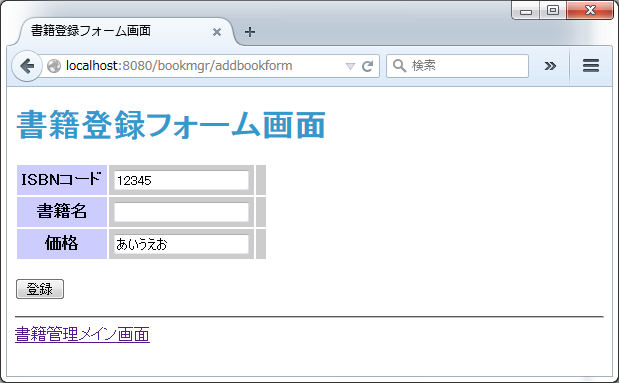 書籍登録フォーム画面
localhost:8080/bookmgr/addbookform
検索
書籍登録フォーム画面
ISBNコード 12345
書籍名
価格 あいうえお
登録
書籍管理メイン画面